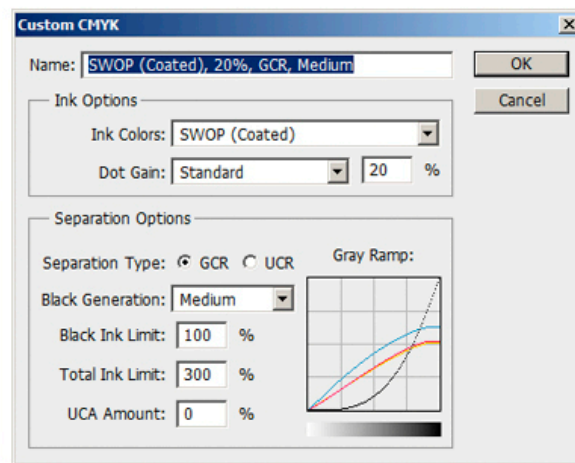 Custom CMYK
Name: SWOP (Coated), 20%, GCR, Medium
OK
Cancel
Ink Options
Ink Colors: SWOP (Coated)
Dot Gain: Standard 20 %
Separation Options
Separation Type: GCR UCR
Gray Ramp:
Black Generation: Medium
Black Ink Limit: 100 %
Total Ink Limit: 300 %
UCA Amount: 0 %